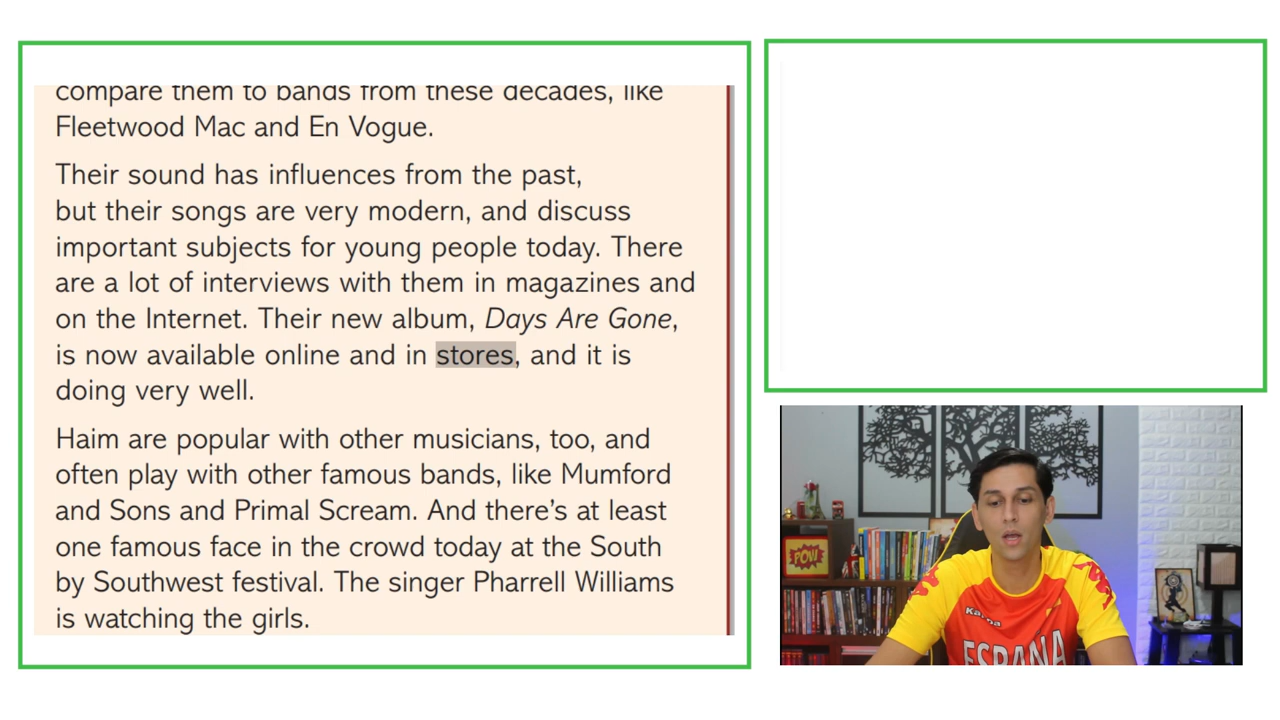 compare them to bands from these decades, like
Fleetwood Mac and En Vogue.
Their sound has influences from the past,
but their songs are very modern, and discuss
important subjects for young people today. There
are a lot of interviews with them in magazines and
on the Internet. Their new album, Days Are Gone,
is now available online and in stores, and it is
doing very well.
Haim are popular with other musicians, too, and
often play with other famous bands, like Mumford
and Sons and Primal Scream. And there's at least
one famous face in the crowd today at the South
by Southwest festival. The singer Pharrell Williams
is watching the girls.
POW
ESPANA